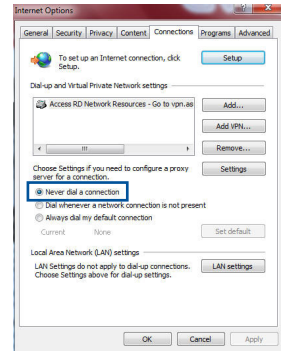 Internet Options
General Security Privacy Content Connections Programs Advanced
To set up an Internet connection, click Setup.
Setup
Dial-up and Virtual Private Network settings
Access RD Network Resources - Go to vpn.as
Add...
Add VPN...
Remove...
Choose Settings if you need to configure a proxy
server for a connection.
Settings
Never dial a connection
Dial whenever a network connection is not present
Always dial my default connection
Current None
Set default
Local Area Network (LAN) settings
LAN Settings do not apply to dial-up connections.
Choose Settings above for dial-up settings.
LAN settings
OK Cancel Apply